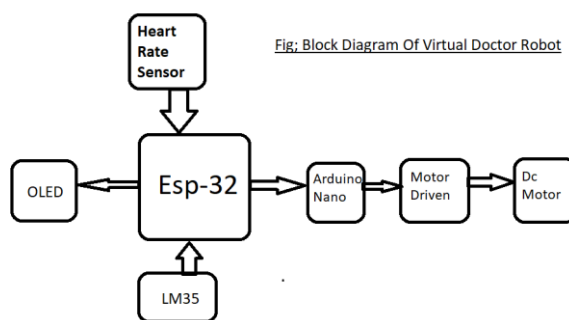 Heart
Rate
Sensor
Fig; Block Diagram Of Virtual Doctor Robot
OLED
Esp-32
Arduino
Nano
Motor
Driven
Dc
Motor
LM35